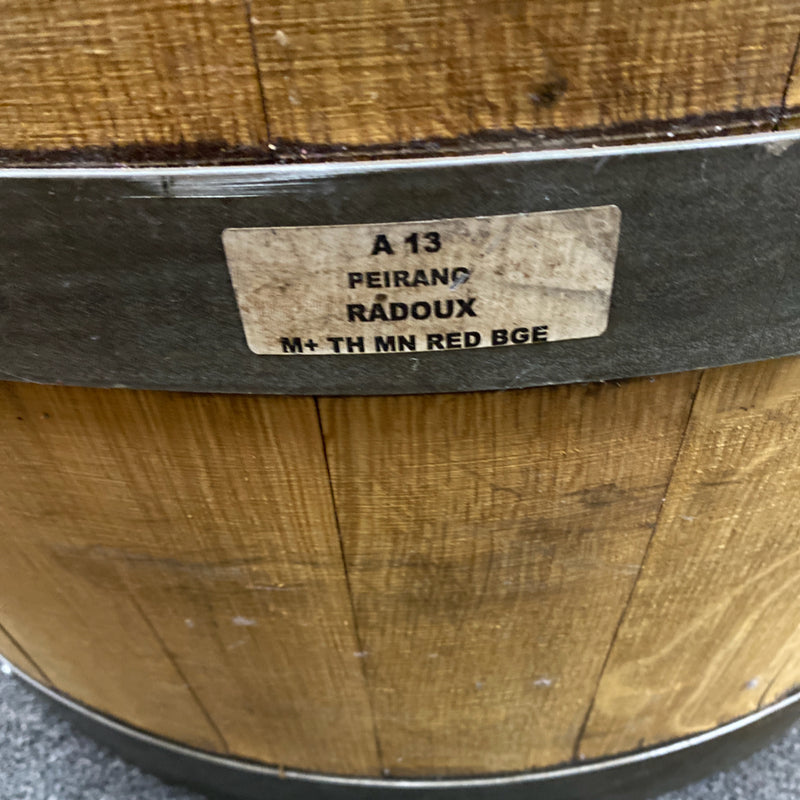 A 13
PEIRANO
RADOUX
M+ TH MN RED BGE